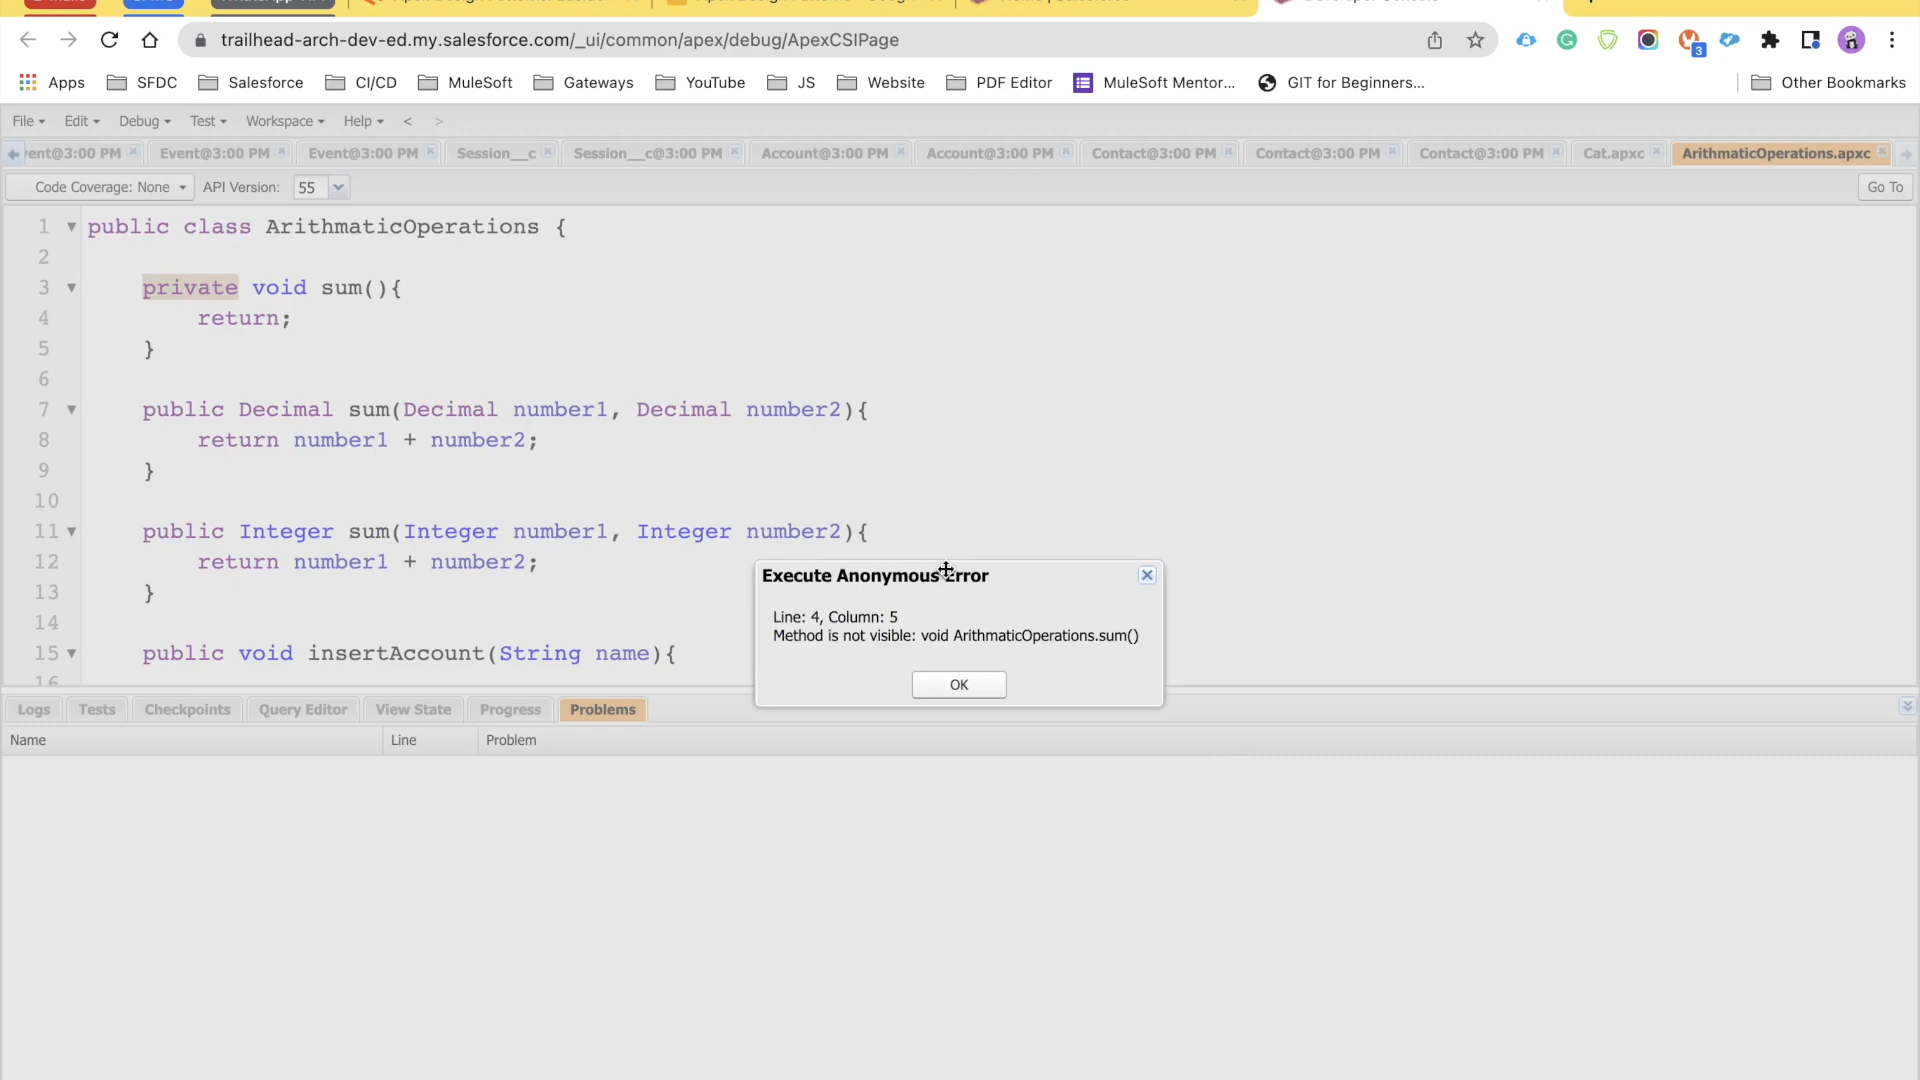 trailhead-arch-dev-ed.my.salesforce.com/_ui/common/apex/debug/ApexCSIPage
3
Apps SFDC Salesforce CI/CD MuleSoft Gateways YouTube JS Website PDF Editor MuleSoft Mentor... GIT for Beginners... Other Bookmarks
File Edit Debug Test Workspace Help < >
ent@3:00 PM Event@3:00 PM Event@3:00 PM Session__c Session__c@3:00 PM Account@3:00 PM Account@3:00 PM Contact@3:00 PM Contact@3:00 PM Contact@3:00 PM Cat.apxc ArithmaticOperations.apxc
Code Coverage: None API Version: 55 Go To
1 public class ArithmaticOperations {
2
3 private void sum(){
4 return;
5 }
6
7 public Decimal sum(Decimal number1, Decimal number2){
8 return number1 + number2;
9 }
10
11 public Integer sum(Integer number1, Integer number2){
12 return number1 + number2;
13 }
14
15 public void insertAccount(String name){
16
Execute Anonymous Error
Line: 4, Column: 5
Method is not visible: void ArithmaticOperations.sum()
OK
Logs Tests Checkpoints Query Editor View State Progress Problems
Name Line Problem